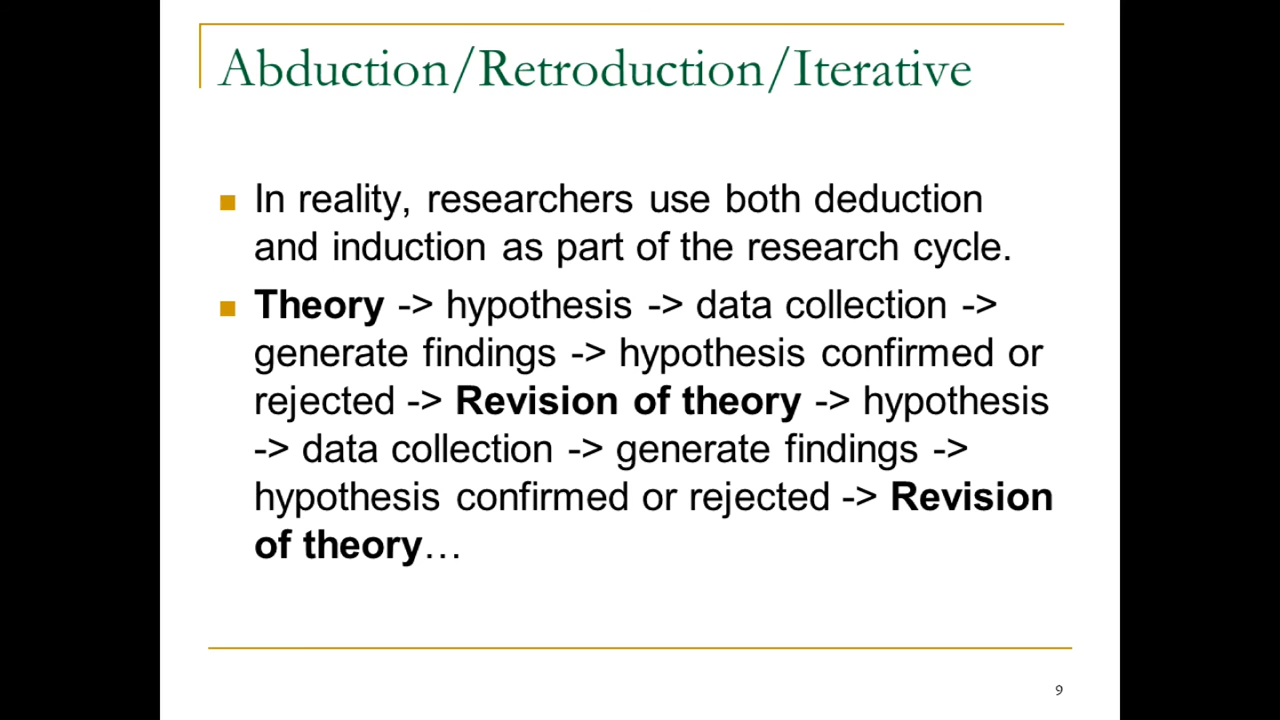 Abduction/Retroduction/Iterative
In reality, researchers use both deduction
and induction as part of the research cycle.
Theory -> hypothesis -> data collection ->
generate findings -> hypothesis confirmed or
rejected -> Revision of theory -> hypothesis
-> data collection -> generate findings ->
hypothesis confirmed or rejected -> Revision
of theory…
9